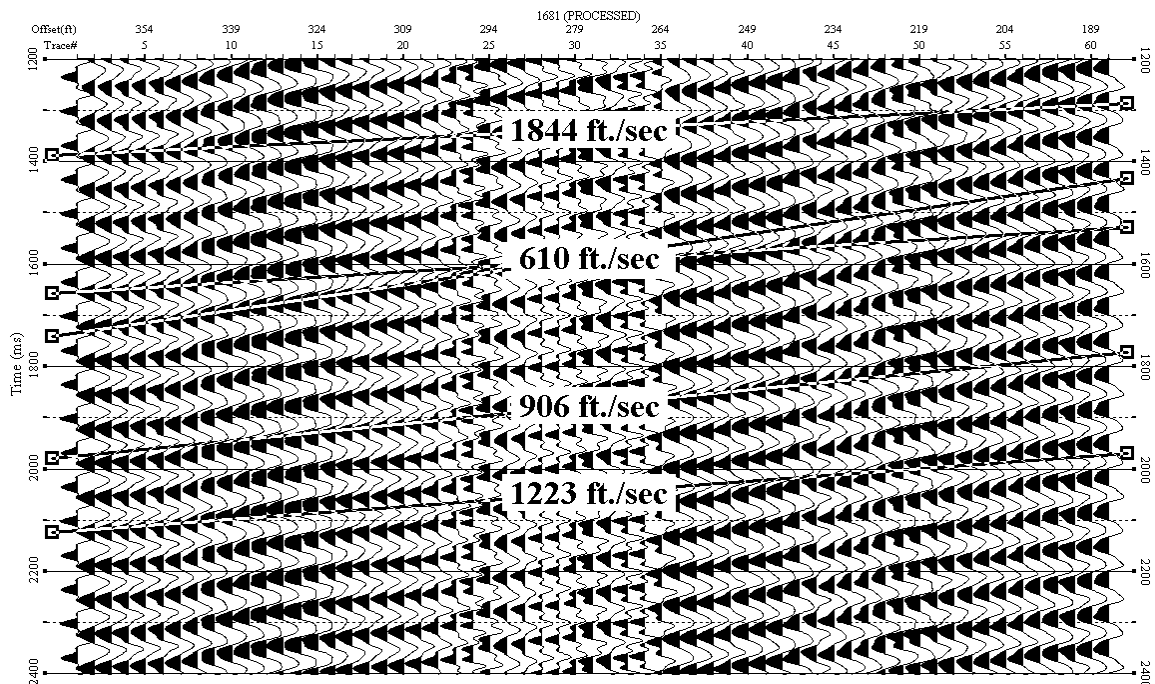 1681 (PROCESSED)
Offset(ft) 354 339 324 309 294 279 264 249 234 219 204 189
Trace# 5 10 15 20 25 30 35 40 45 50 55 60
1200 1200
1844 ft./sec
1400 1400
610 ft./sec
1600 1600
Time (ms)
1800 1800
906 ft./sec
2000 2000
1223 ft./sec
2200 2200
2400 240